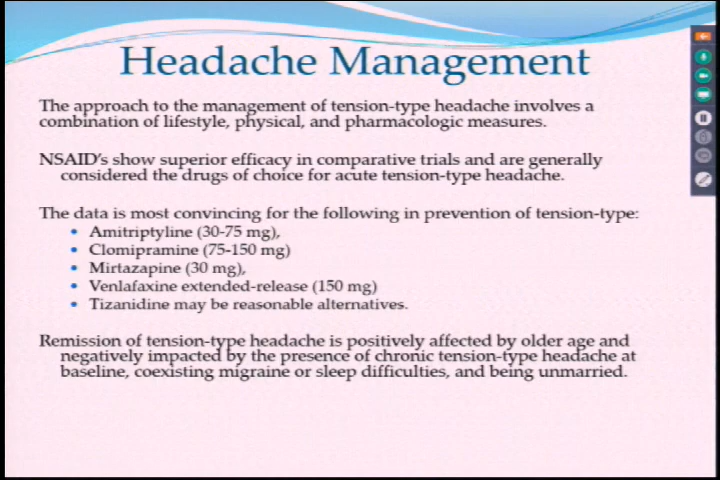 Headache Management
The approach to the management of tension-type headache involves a
combination of lifestyle, physical, and pharmacologic measures.
NSAID's show superior efficacy in comparative trials and are generally
considered the drugs of choice for acute tension-type headache.
The data is most convincing for the following in prevention of tension-type:
• Amitriptyline (30-75 mg),
• Clomipramine (75-150 mg)
• Mirtazapine (30 mg),
• Venlafaxine extended-release (150 mg)
• Tizanidine may be reasonable alternatives.
Remission of tension-type headache is positively affected by older age and
negatively impacted by the presence of chronic tension-type headache at
baseline, coexisting migraine or sleep difficulties, and being unmarried.